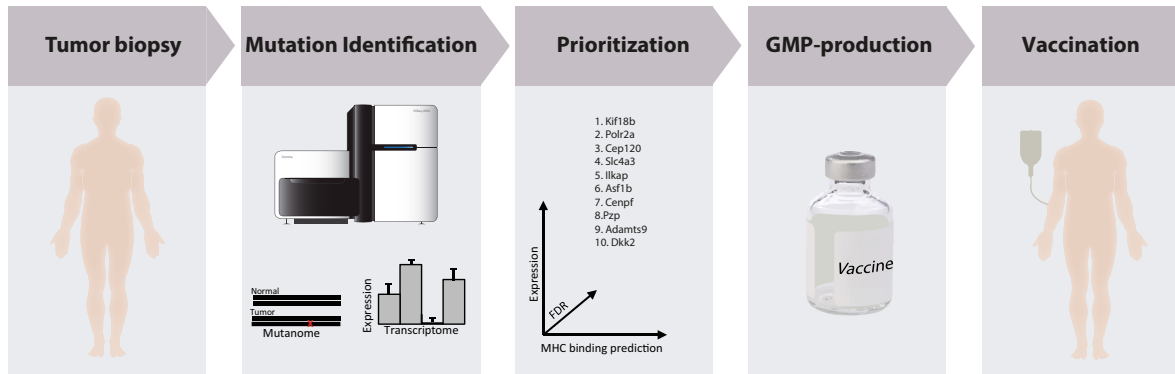 Tumor biopsy
Mutation Identification
Prioritization
GMP-production
Vaccination
Normal
Tumor
x
Mutanome
Expression
Transcriptome
1. Kif18b
2. Polr2a
3. Cep120
4. Slc4a3
5. Ilkap
6. Asf1b
7. Cenpf
8.Pzp
9. Adamts9
10. Dkk2
Expression
FDR
MHC binding prediction
Vaccine